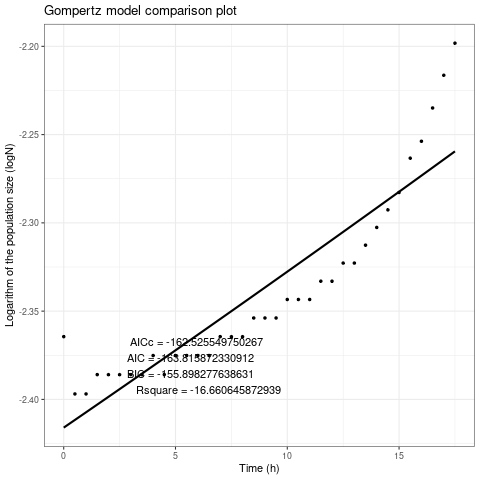 Gompertz model comparison plot
Logarithm of the population size (logN)
-2.20
-2.25
-2.30
-2.35
-2.40
AICc = -162.525549750267
AIC = -163.815872330912
BIC = -155.898277638631
Rsquare = -16.660645872939
0
5
10
15
Time (h)